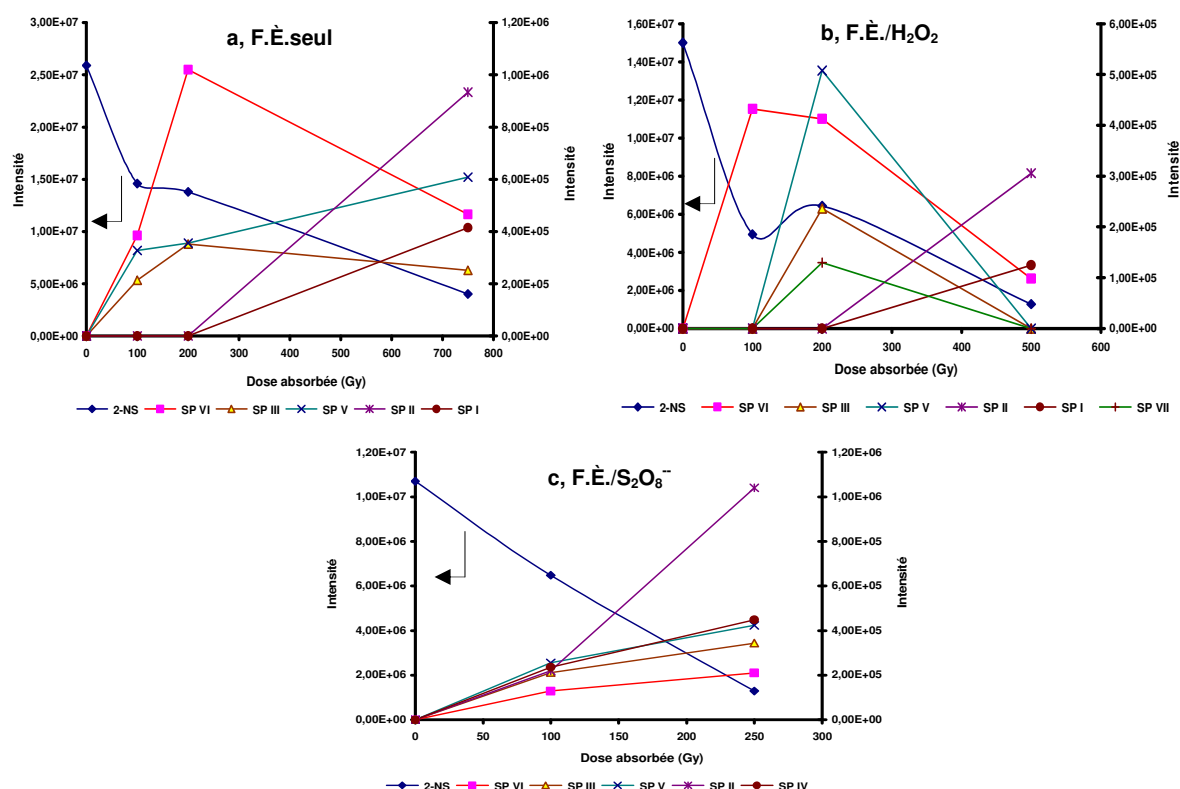 a, F.È.seul
3,00E+07
2,50E+07
2,00E+07
1,50E+07
1,00E+07
5,00E+06
0,00E+00
1,20E+06
1,00E+06
8,00E+05
6,00E+05
4,00E+05
2,00E+05
0,00E+00
Intensité
Intensité
0 100 200 300 400 500 600 700 800
Dose absorbée (Gy)
2-NS SP VI SP III SP V SP II SP I
b, F.È./H₂O₂
1,60E+07
1,40E+07
1,20E+07
1,00E+07
8,00E+06
6,00E+06
4,00E+06
2,00E+06
0,00E+00
6,00E+05
5,00E+05
4,00E+05
3,00E+05
2,00E+05
1,00E+05
0,00E+00
Intensité
Intensité
0 100 200 300 400 500 600
Dose absorbée (Gy)
2-NS SP VI SP III SP V SP II SP I SP VII
c, F.È./S₂O₈⁻⁻
1,20E+07
1,00E+07
8,00E+06
6,00E+06
4,00E+06
2,00E+06
0,00E+00
1,20E+06
1,00E+06
8,00E+05
6,00E+05
4,00E+05
2,00E+05
0,00E+00
Intensité
Intensité
0 50 100 150 200 250 300
Dose absorbée (Gy)
2-NS SP VI SP III SP V SP II SP IV